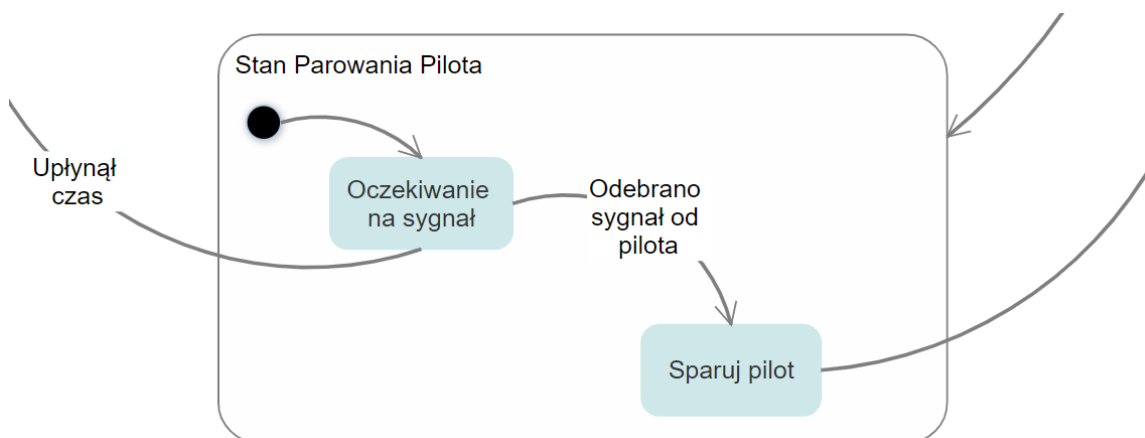 Stan Parowania Pilota
Upłynął
czas
Oczekiwanie
na sygnał
Odebrano
sygnał od
pilota
Sparuj pilot